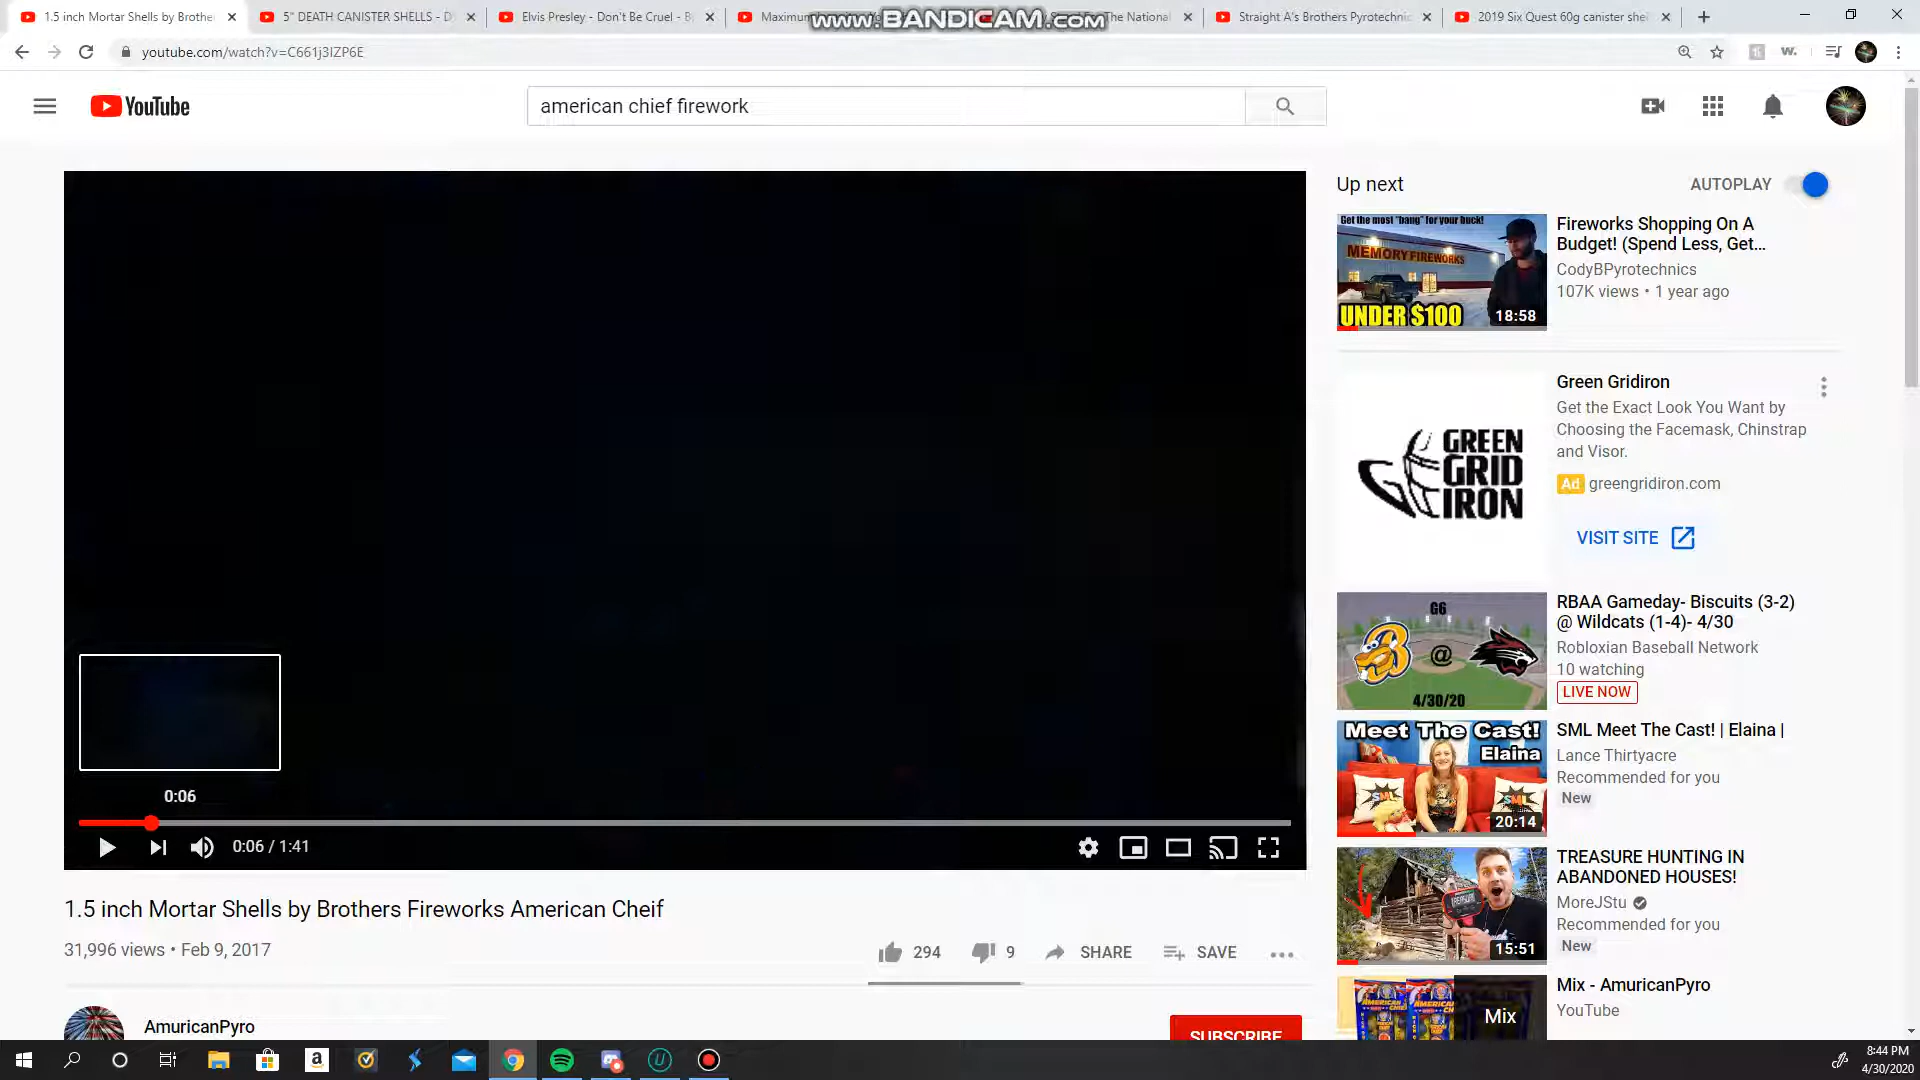 1.5 inch Mortar Shells by Brothe
5" DEATH CANISTER SHELLS - D
Elvis Presley - Don't Be Cruel - B
Maximum
The National
Straight A's Brothers Pyrotechnic
2019 Six Quest 60g canister she
www.BANDICAM.com
youtube.com/watch?v=C661j3IZP6E
YouTube
american chief firework
Up next
AUTOPLAY
Get the most "bang" for your buck!
MEMORY FIREWORKS
UNDER $100
18:58
Fireworks Shopping On A
Budget! (Spend Less, Get...
CodyBPyrotechnics
107K views • 1 year ago
GREEN
GRID
IRON
Green Gridiron
Get the Exact Look You Want by
Choosing the Facemask, Chinstrap
and Visor.
Ad greengridiron.com
VISIT SITE
G6
@
4/30/20
RBAA Gameday- Biscuits (3-2)
@ Wildcats (1-4)- 4/30
Robloxian Baseball Network
10 watching
LIVE NOW
Meet The Cast!
Elaina
SML
SML
20:14
SML Meet The Cast! | Elaina |
Lance Thirtyacre
Recommended for you
New
15:51
TREASURE HUNTING IN
ABANDONED HOUSES!
MoreJStu
Recommended for you
New
Mix
Mix - AmuricanPyro
YouTube
0:06
0:06 / 1:41
1.5 inch Mortar Shells by Brothers Fireworks American Cheif
31,996 views • Feb 9, 2017
294
9
SHARE
SAVE
AmuricanPyro
SUBSCRIBE
8:44 PM
4/30/2020